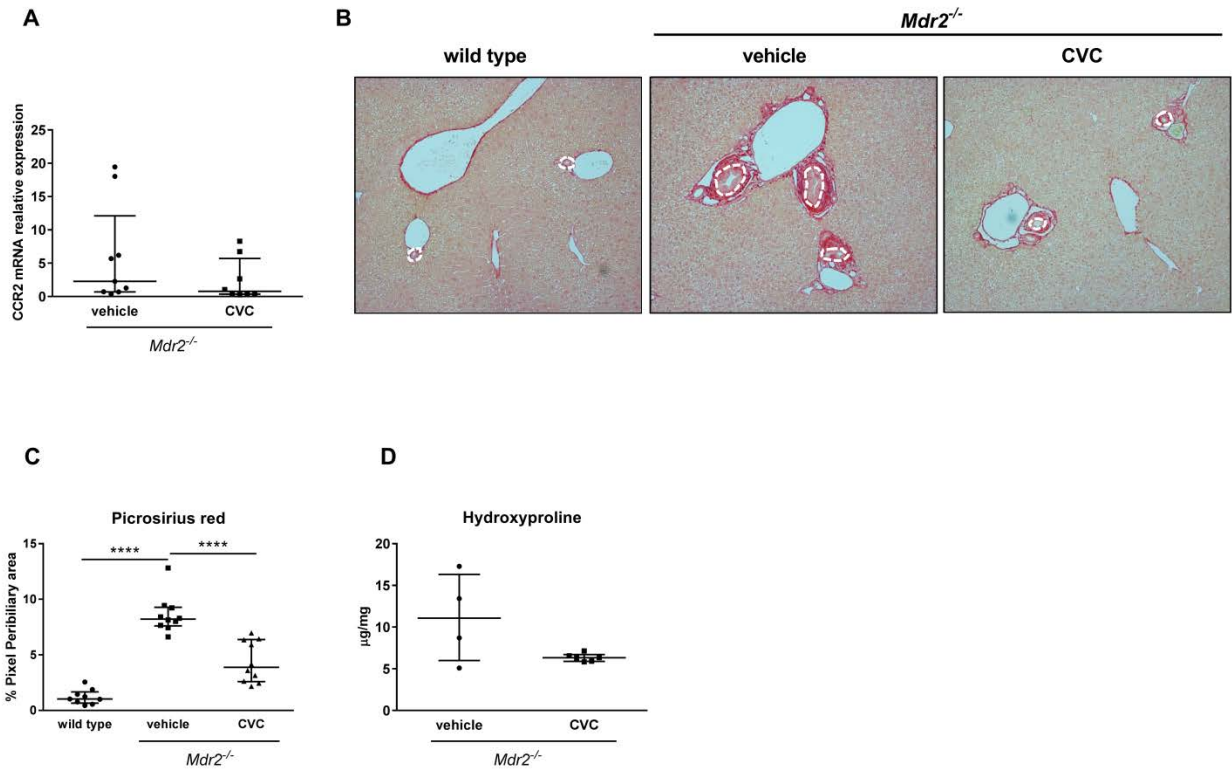 A
25
20
15
10
5
0
CCR2 mRNA realative expression
vehicle
CVC
Mdr2-/-
B
Mdr2-/-
wild type
vehicle
CVC
C
Picrosirius red
15
10
5
0
% Pixel Peribiliary area
****
****
wild type
vehicle
CVC
Mdr2-/-
D
Hydroxyproline
20
15
10
5
0
µg/mg
vehicle
CVC
Mdr2-/-